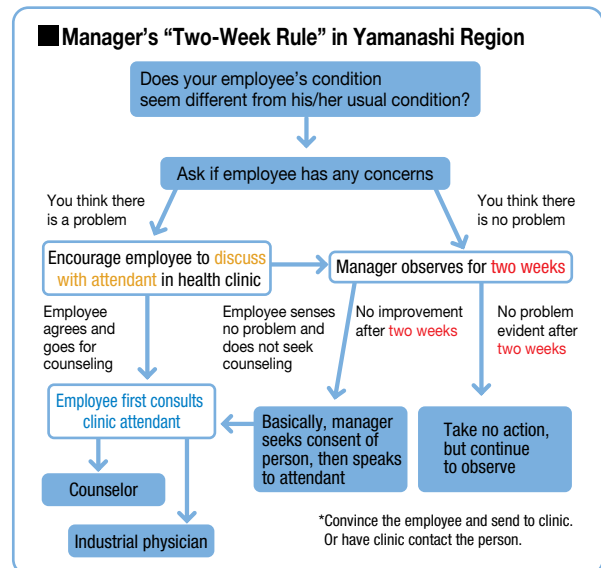 ■Manager's “Two-Week Rule” in Yamanashi Region
Does your employee's condition
seem different from his/her usual condition?
Ask if employee has any concerns
You think there
is a problem
You think there
is no problem
Encourage employee to discuss
with attendant in health clinic
Manager observes for two weeks
Employee
agrees and
goes for
counseling
Employee senses
no problem and
does not seek
counseling
No improvement
after two weeks
No problem
evident after
two weeks
Employee first consults
clinic attendant
Basically, manager
seeks consent of
person, then speaks
to attendant
Take no action,
but continue
to observe
Counselor
Industrial physician
*Convince the employee and send to clinic.
Or have clinic contact the person.